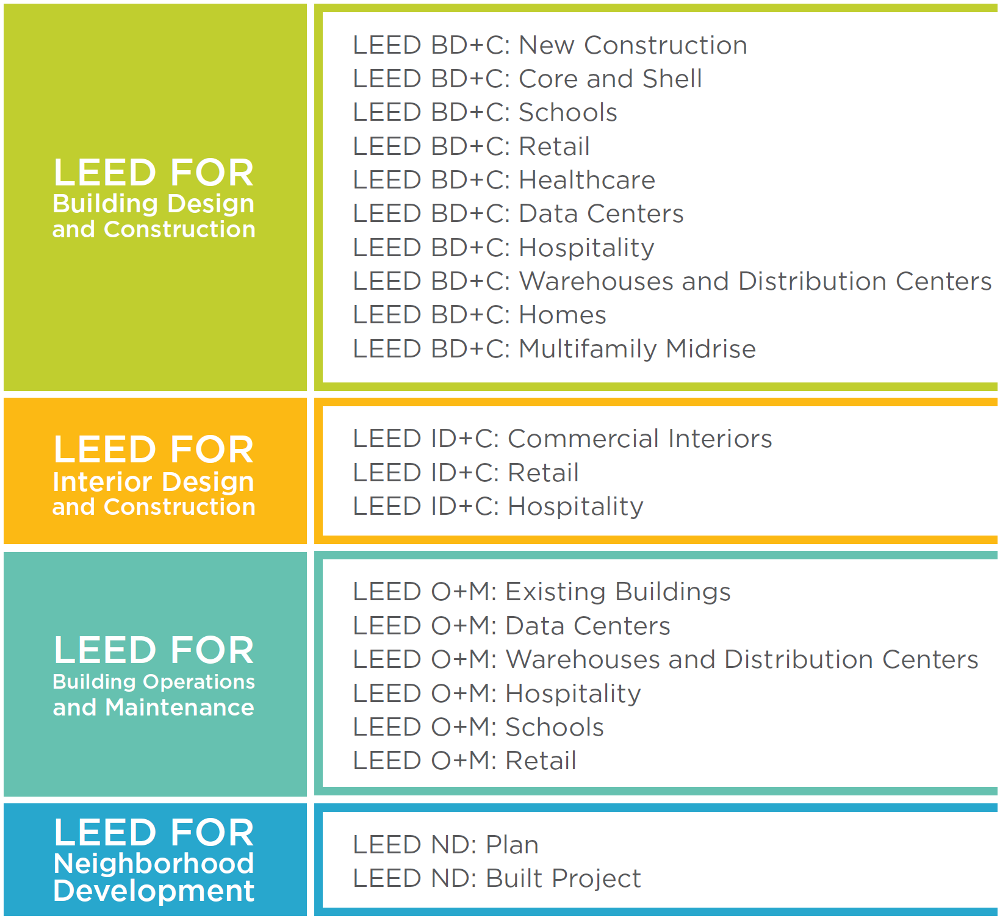 LEED FOR
Building Design
and Construction
LEED BD+C: New Construction
LEED BD+C: Core and Shell
LEED BD+C: Schools
LEED BD+C: Retail
LEED BD+C: Healthcare
LEED BD+C: Data Centers
LEED BD+C: Hospitality
LEED BD+C: Warehouses and Distribution Centers
LEED BD+C: Homes
LEED BD+C: Multifamily Midrise
LEED FOR
Interior Design
and Construction
LEED ID+C: Commercial Interiors
LEED ID+C: Retail
LEED ID+C: Hospitality
LEED FOR
Building Operations
and Maintenance
LEED O+M: Existing Buildings
LEED O+M: Data Centers
LEED O+M: Warehouses and Distribution Centers
LEED O+M: Hospitality
LEED O+M: Schools
LEED O+M: Retail
LEED FOR
Neighborhood
Development
LEED ND: Plan
LEED ND: Built Project